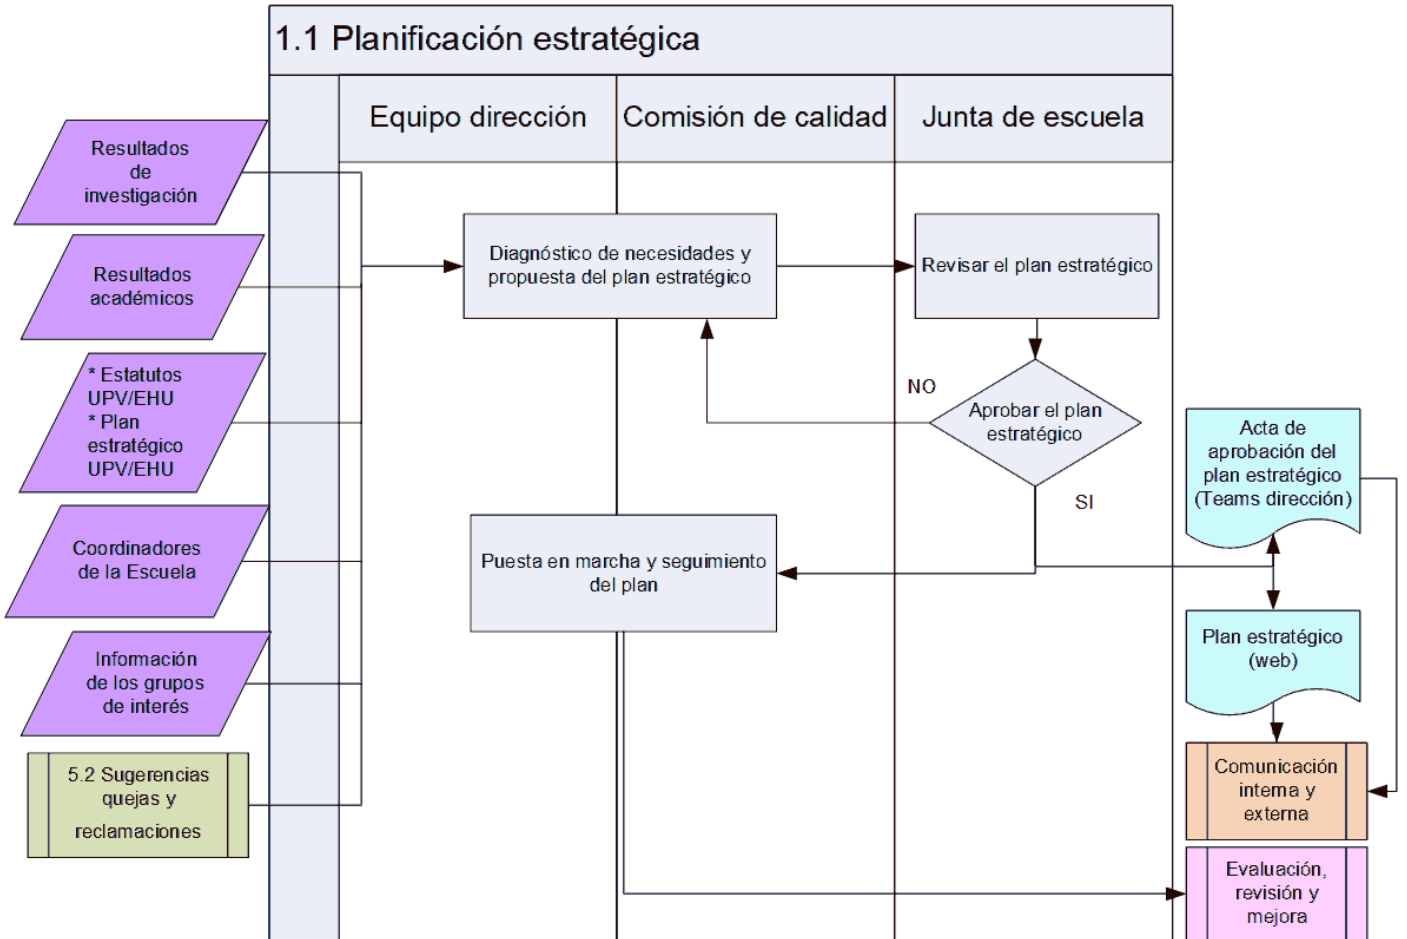 1.1 Planificación estratégica
Equipo dirección
Comisión de calidad
Junta de escuela
Resultados
de
investigación
Resultados
académicos
* Estatutos
UPV/EHU
* Plan
estratégico
UPV/EHU
Coordinadores
de la Escuela
Información
de los grupos
de interés
5.2 Sugerencias
quejas y
reclamaciones
Diagnóstico de necesidades y
propuesta del plan estratégico
Revisar el plan estratégico
NO
Aprobar el plan
estratégico
SI
Puesta en marcha y seguimiento
del plan
Acta de
aprobación del
plan estratégico
(Teams dirección)
Plan estratégico
(web)
Comunicación
interna y
externa
Evaluación,
revisión y
mejora